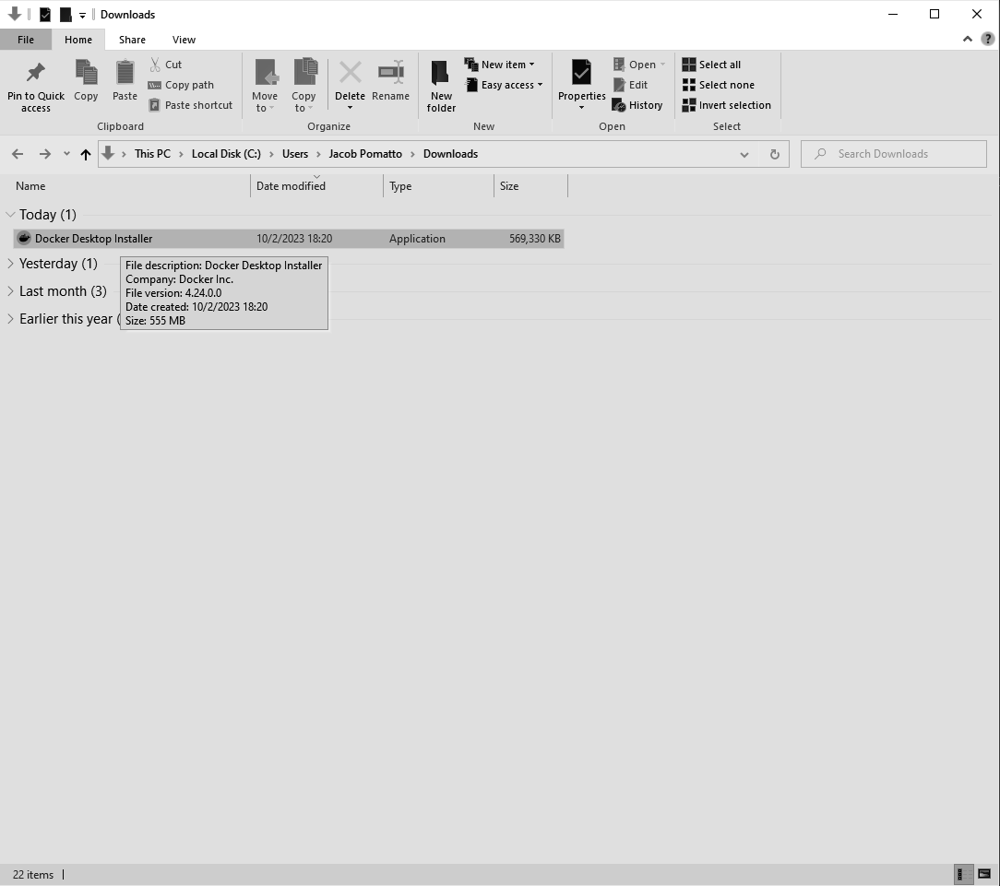 Downloads
File Home Share View
Pin to Quick access
Copy
Paste
Cut
Copy path
Paste shortcut
Clipboard
Move to
Copy to
Delete
Rename
Organize
New folder
New item
Easy access
New
Properties
Open
Edit
History
Open
Select all
Select none
Invert selection
Select
This PC > Local Disk (C:) > Users > Jacob Pomatto > Downloads
Search Downloads
Name Date modified Type Size
Today (1)
Docker Desktop Installer 10/2/2023 18:20 Application 569,330 KB
Yesterday (1)
Last month (3)
Earlier this year (
File description: Docker Desktop Installer
Company: Docker Inc.
File version: 4.24.0.0
Date created: 10/2/2023 18:20
Size: 555 MB
22 items